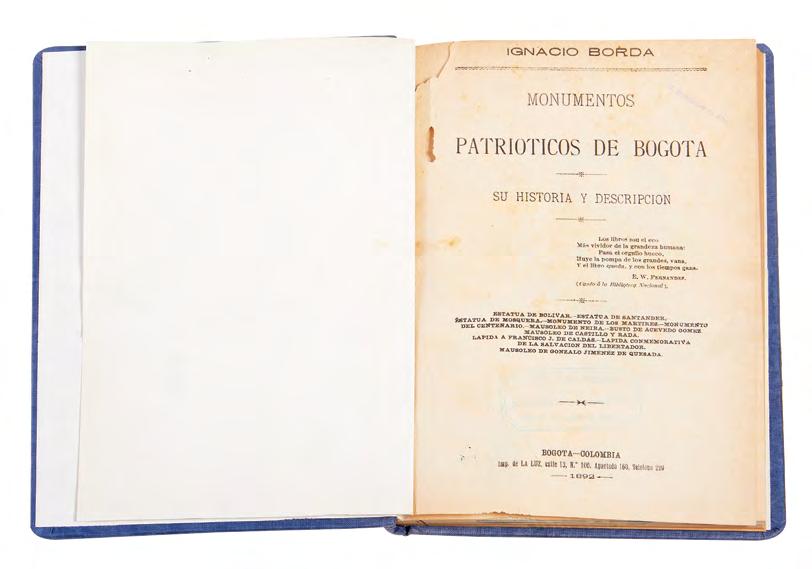 IGNACIO BORDA
MONUMENTOS
PATRIOTICOS DE BOGOTA
SU HISTORIA Y DESCRIPCION
Los libros son el eco
Más vividor de la grandeza humana:
Pasa el orgullo hueco,
Huye la pompa de los grandes, vana,
Y el libro queda, y con los tiempos gana.
E. W. FERNANDEZ.
(Canto á la Biblioteca Nacional).
ESTATUA DE BOLÍVAR.—ESTATUA DE SANTANDER.
ESTATUA DE MOSQUERA.—MONUMENTO DE LOS MARTIRES—MONUMENTO
DEL CENTENARIO.—MAUSOLEO DE NEIRA.—BUSTO DE ACEVEDO GOMEZ
MAUSOLEO DE CASTILLO Y RADA.
LAPIDA A FRANCISCO J. DE CALDAS.—LAPIDA CONMEMORATIVA
DE LA SALVACION DEL LIBERTADOR.
MAUSOLEO DE GONZALO JIMENEZ DE QUESADA.
BOGOTA—COLOMBIA
Imp. de LA LUZ, calle 13, N.° 100. Apartado 160, Teléfono 229
1892